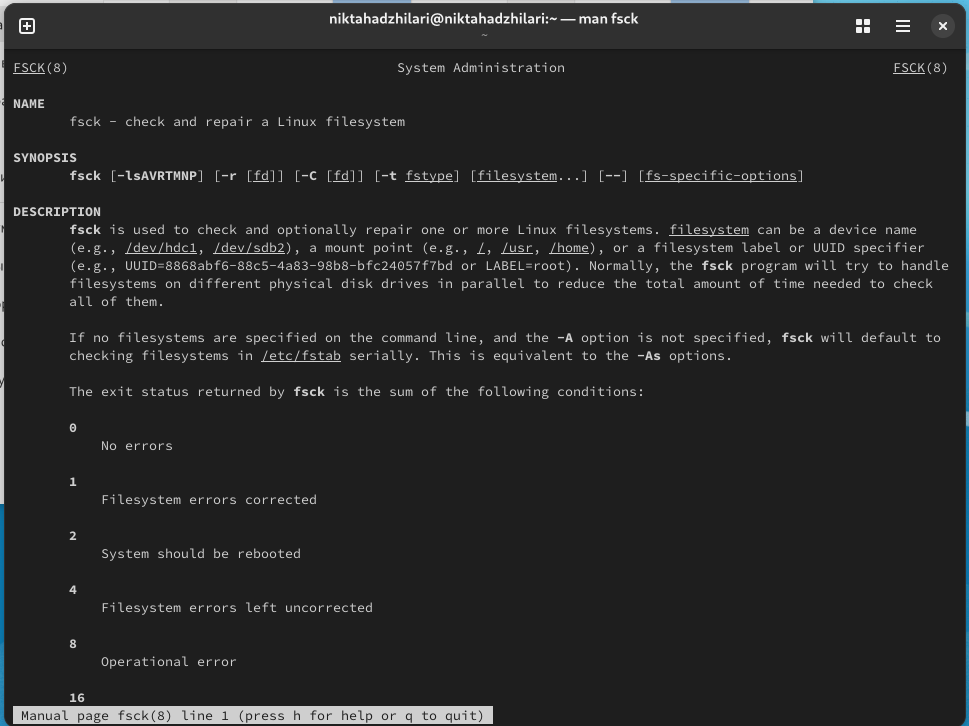 niktahadzhilari@niktahadzhilari:~ — man fsck
~
FSCK(8) System Administration FSCK(8)
NAME
fsck - check and repair a Linux filesystem
SYNOPSIS
fsck [-lsAVRTMNP] [-r [fd]] [-C [fd]] [-t fstype] [filesystem...] [--] [fs-specific-options]
DESCRIPTION
fsck is used to check and optionally repair one or more Linux filesystems. filesystem can be a device name
(e.g., /dev/hdc1, /dev/sdb2), a mount point (e.g., /, /usr, /home), or a filesystem label or UUID specifier
(e.g., UUID=8868abf6-88c5-4a83-98b8-bfc24057f7bd or LABEL=root). Normally, the fsck program will try to handle
filesystems on different physical disk drives in parallel to reduce the total amount of time needed to check
all of them.
If no filesystems are specified on the command line, and the -A option is not specified, fsck will default to
checking filesystems in /etc/fstab serially. This is equivalent to the -As options.
The exit status returned by fsck is the sum of the following conditions:
0
No errors
1
Filesystem errors corrected
2
System should be rebooted
4
Filesystem errors left uncorrected
8
Operational error
16
Manual page fsck(8) line 1 (press h for help or q to quit)